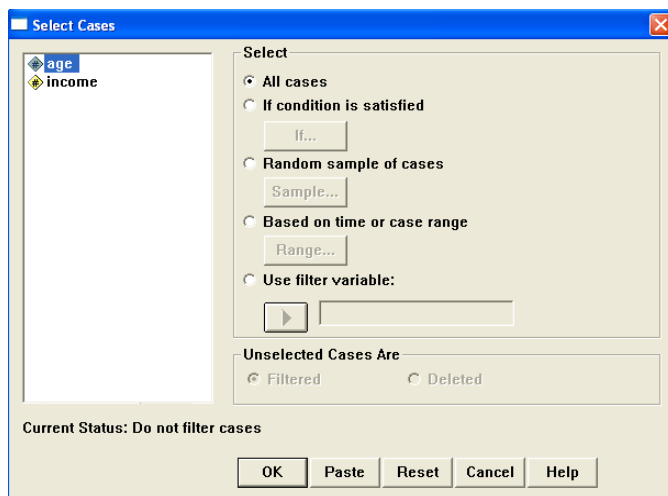 Select Cases
age
income
Select
All cases
If condition is satisfied
If...
Random sample of cases
Sample...
Based on time or case range
Range...
Use filter variable:
Unselected Cases Are
Filtered Deleted
Current Status: Do not filter cases
OK Paste Reset Cancel Help